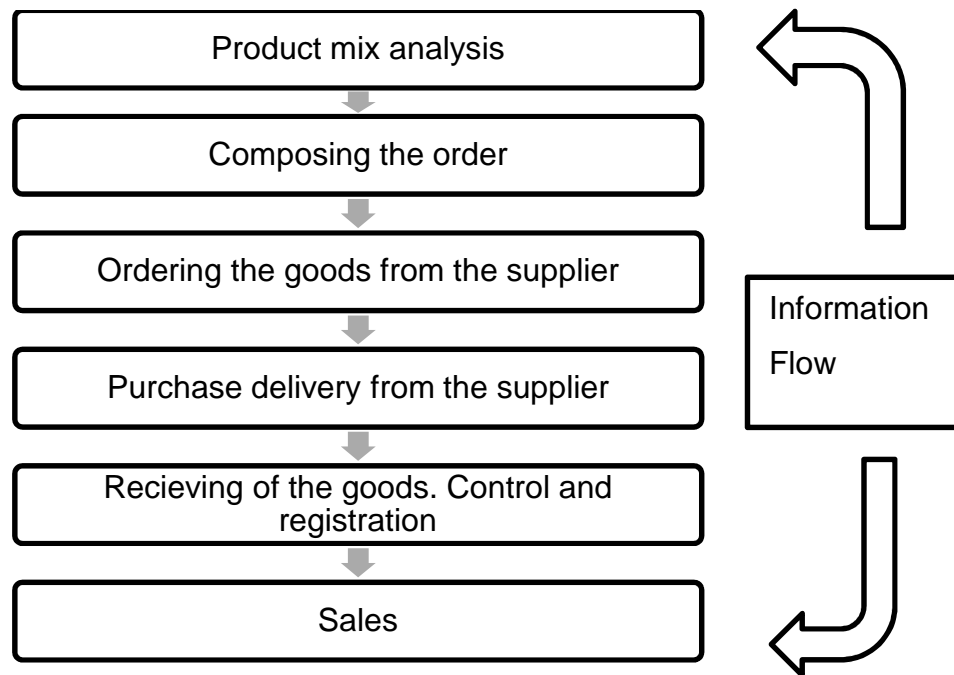 Product mix analysis
Composing the order
Ordering the goods from the supplier
Purchase delivery from the supplier
Recieving of the goods. Control and
registration
Sales
Information
Flow